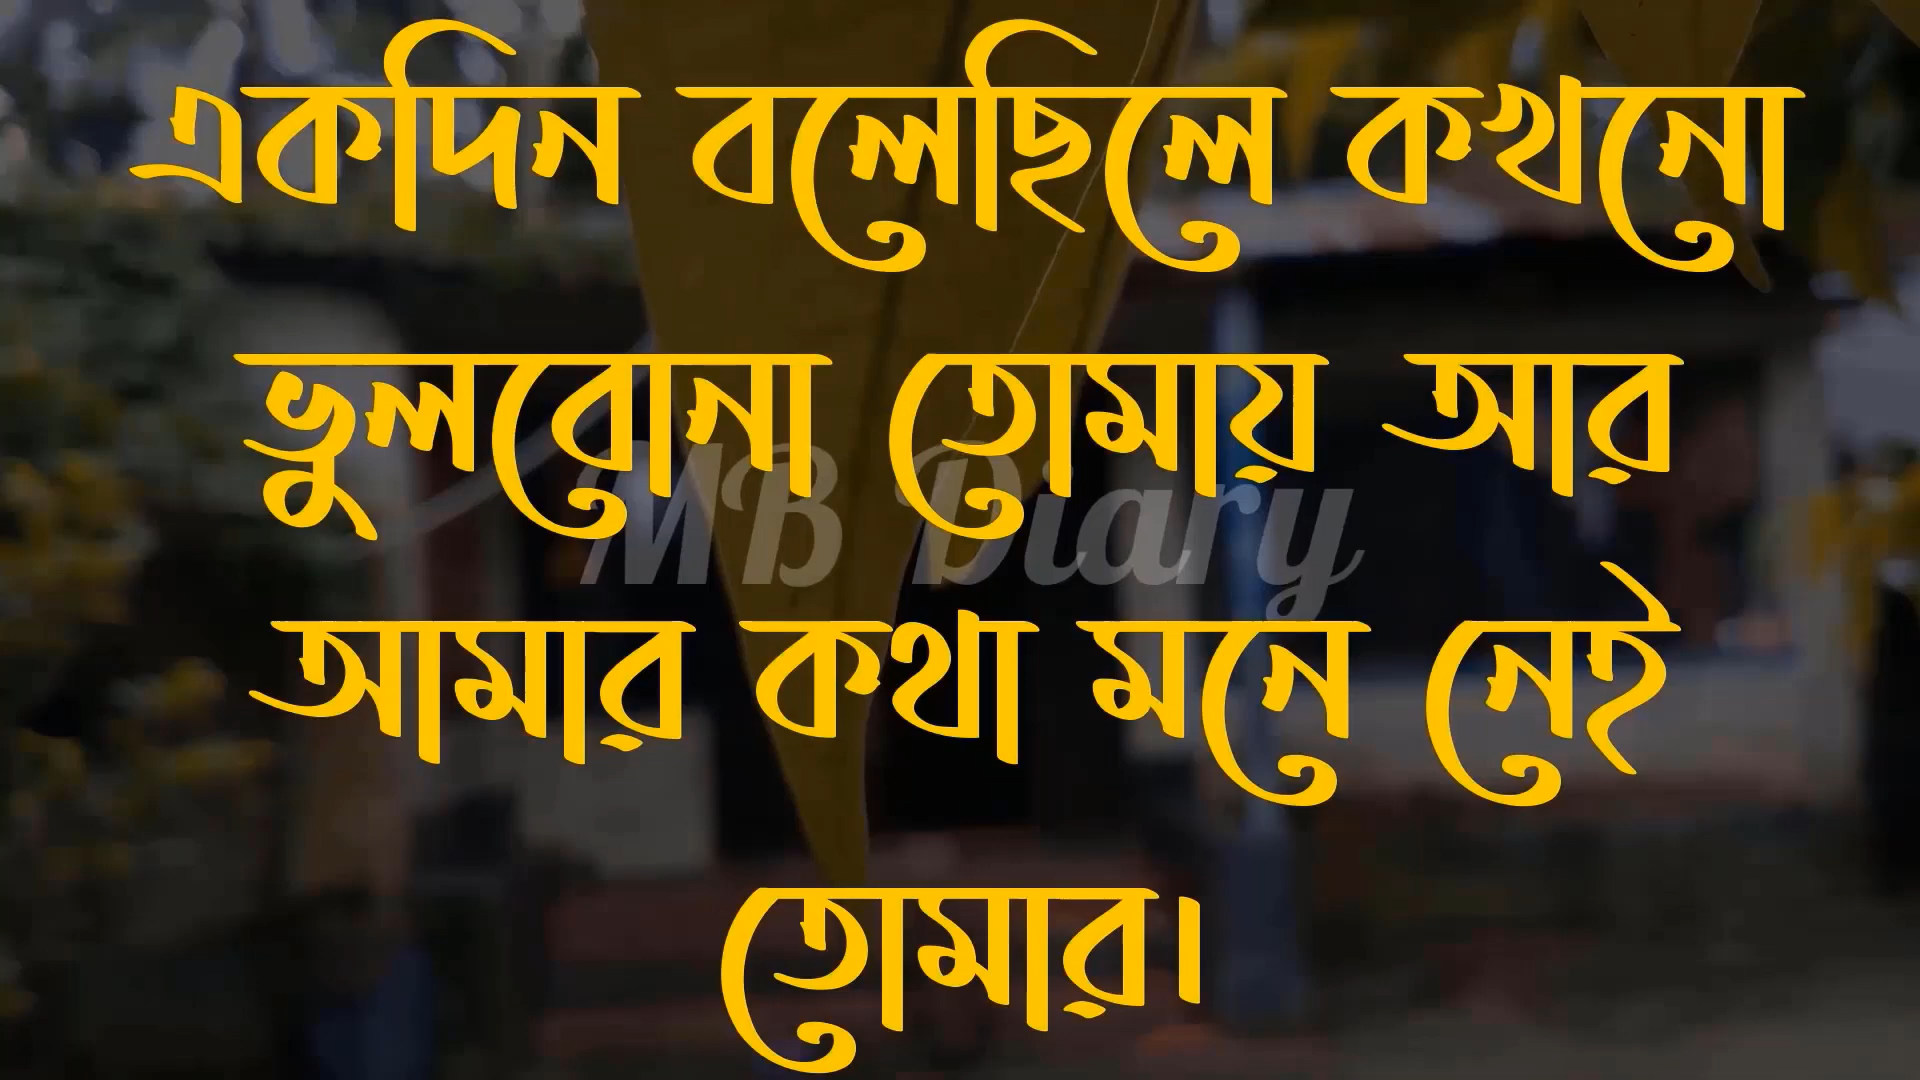 একদিন বলেছিলে কখনো
ভুলবোনা তোমায় আর
MB Diary
আমার কথা মনে নেই
তোমার।